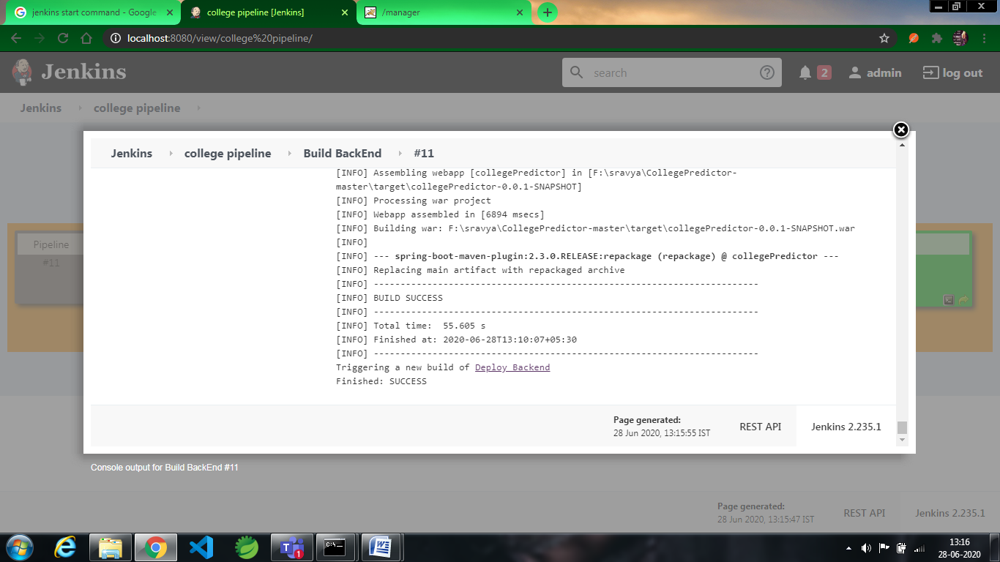 jenkins start command - Google
college pipeline [Jenkins]
/manager
localhost:8080/view/college%20pipeline/
Jenkins
search
2
admin
log out
Jenkins
college pipeline
Pipeline
#11
Jenkins
college pipeline
Build BackEnd
#11
[INFO] Assembling webapp [collegePredictor] in [F:\sravya\CollegePredictor-
master\target\collegePredictor-0.0.1-SNAPSHOT]
[INFO] Processing war project
[INFO] Webapp assembled in [6894 msecs]
[INFO] Building war: F:\sravya\CollegePredictor-master\target\collegePredictor-0.0.1-SNAPSHOT.war
[INFO]
[INFO] --- spring-boot-maven-plugin:2.3.0.RELEASE:repackage (repackage) @ collegePredictor ---
[INFO] Replacing main artifact with repackaged archive
[INFO] ------------------------------------------------------------------------
[INFO] BUILD SUCCESS
[INFO] ------------------------------------------------------------------------
[INFO] Total time:  55.605 s
[INFO] Finished at: 2020-06-28T13:10:07+05:30
[INFO] ------------------------------------------------------------------------
Triggering a new build of Deploy Backend
Finished: SUCCESS
Page generated:
28 Jun 2020, 13:15:55 IST
REST API
Jenkins 2.235.1
Console output for Build BackEnd #11
Page generated:
28 Jun 2020, 13:15:47 IST
REST API
Jenkins 2.235.1
1
13:16
28-06-2020